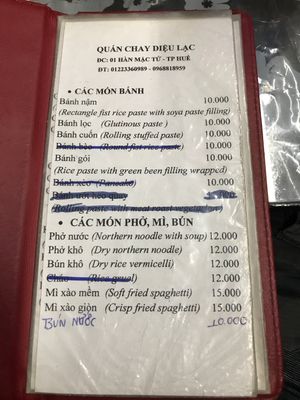 QUÁN CHAY DIỆU LẠC
ĐC: 01 HÀN MẶC TỬ - TP HUẾ
ĐT: 01223360989 - 0968818959
• CÁC MÓN BÁNH
Bánh nậm 10.000
(Rectangle fist rice paste with soya paste filling)
Bánh lọc (Glutinous paste) 10.000
Bánh cuốn (Rolling stuffed paste) 10.000
Bánh bèo (Round fist rice paste) 10.000
Bánh gói 10.000
(Rice paste with green been filling wrapped)
Bánh xèo (Pancake) 10.000
Bánh ướt heo quay
(Rolling paste with meat roast vegetarian)
• CÁC MÓN PHỞ, MÌ, BÚN
Phở nước (Northern noodle with soup) 12.000
Phở khô (Dry northern noodle) 12.000
Bún khô (Dry rice vermicelli) 12.000
Cháo (Rice gruel) 12.000
Mì xào mềm (Soft fried spaghetti) 15.000
Mì xào giòn (Crisp fried spaghetti) 15.000
BÚN NƯỚC 10.000